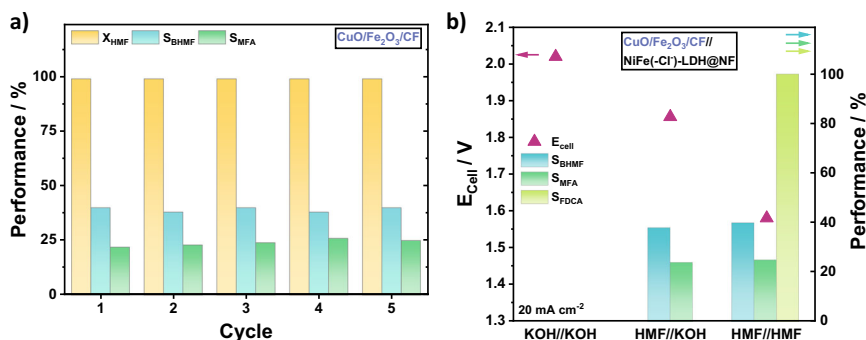 a)
X_HMF S_BHMF S_MFA
CuO/Fe₂O₃/CF
Performance / %
100
75
50
25
0
1 2 3 4 5
Cycle
b)
CuO/Fe₂O₃/CF//
NiFe(-Cl⁻)-LDH@NF
E_Cell / V
2.1
2.0
1.9
1.8
1.7
1.6
1.5
1.4
1.3
E_cell
S_BHMF
S_MFA
S_FDCA
20 mA cm⁻²
KOH//KOH HMF//KOH HMF//HMF
Performance / %
100
80
60
40
20
0